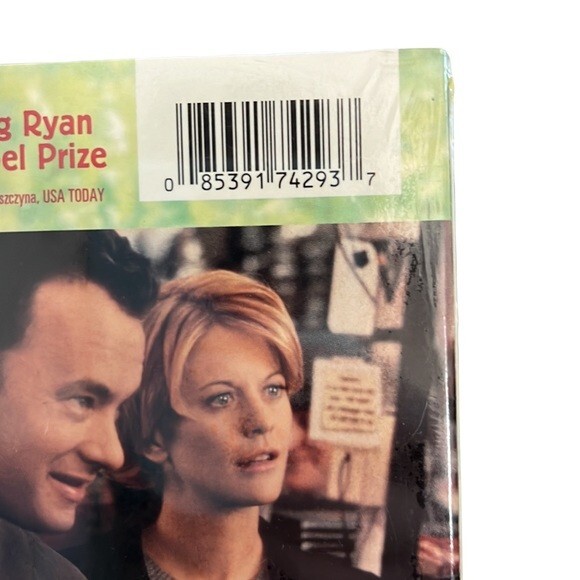 g Ryan
el Prize
szczyna, USA TODAY
0 85391 74293 7